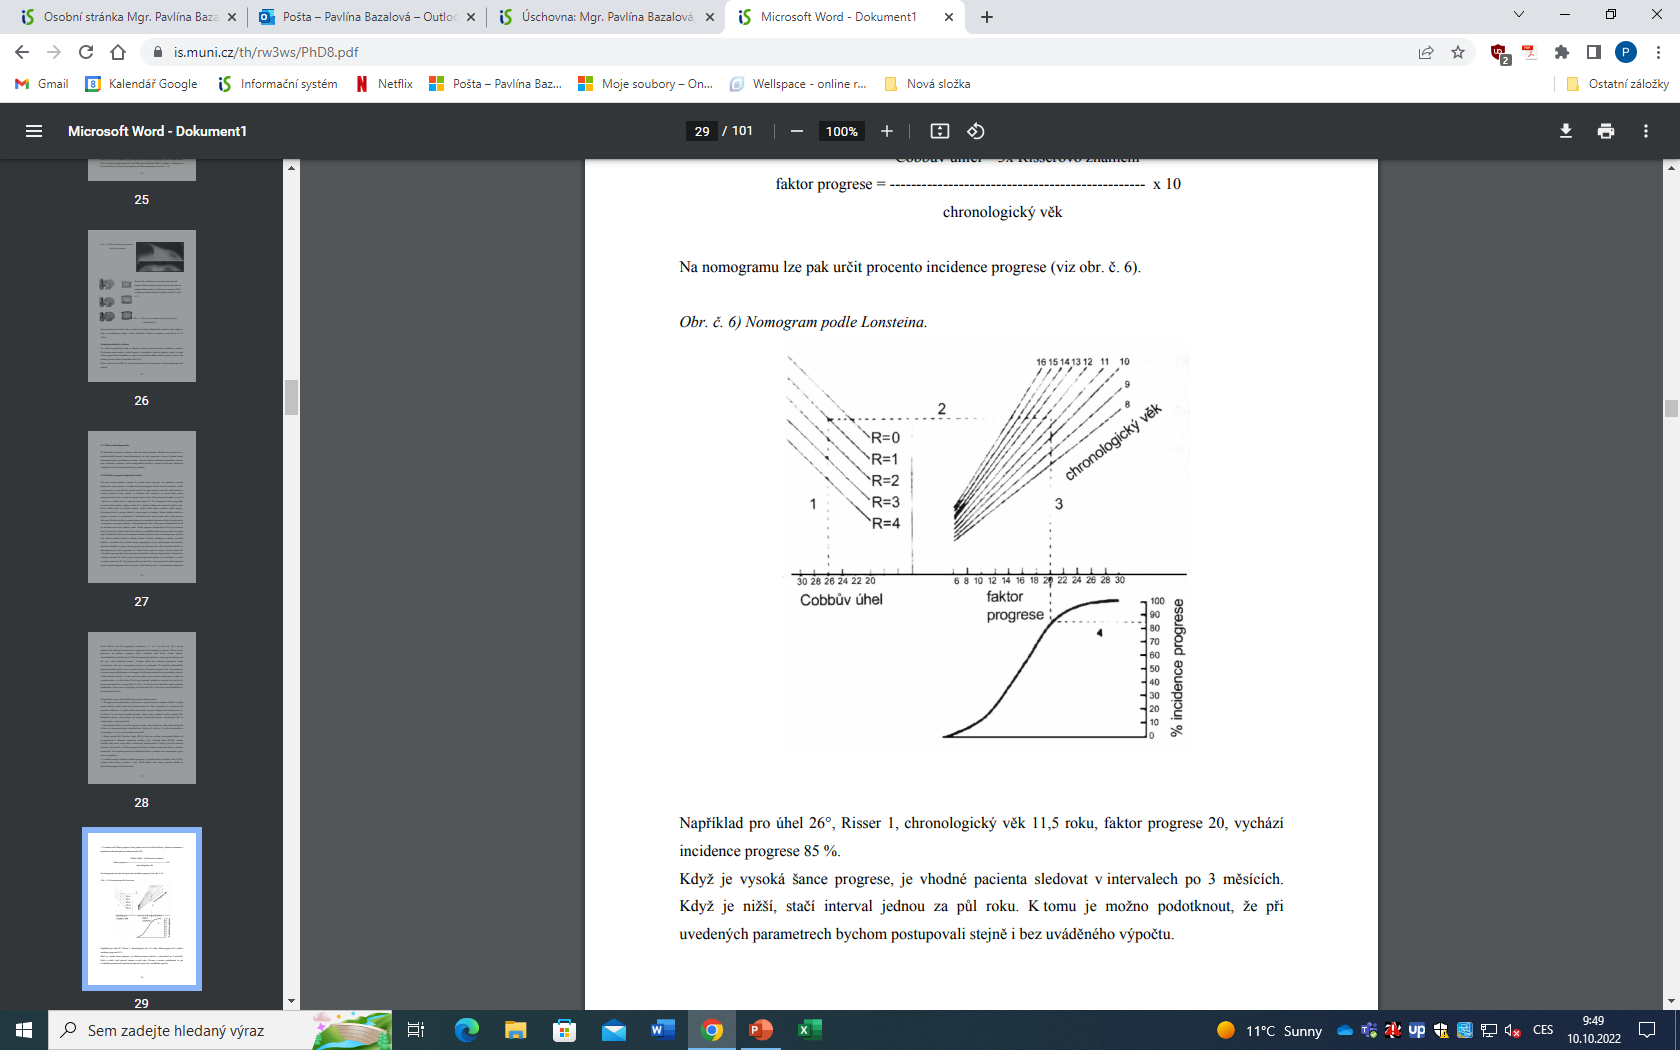 Osobní stránka Mgr. Pavlína Baza
Pošta – Pavlína Bazalová – Outloo
Úschovna: Mgr. Pavlína Bazalová,
Microsoft Word - Dokument1
is.muni.cz/th/rw3ws/PhD8.pdf
2
P
Gmail
8
Kalendář Google
Informační systém
Netflix
Pošta – Pavlína Baz...
Moje soubory – On...
Wellspace - online r...
Nová složka
Ostatní záložky
Microsoft Word - Dokument1
29 / 101
100%
25
26
27
28
29
faktor progrese = ------------------------------------------------ x 10
chronologický věk
Na nomogramu lze pak určit procento incidence progrese (viz obr. č. 6).
Obr. č. 6) Nomogram podle Lonsteina.
16 15 14 13 12 11 10
9
8
chronologický věk
2
R=0
R=1
R=2
R=3
R=4
1
3
30 28 26 24 22 20
6 8 10 12 14 16 18 20 22 24 26 28 30
Cobbův úhel
faktor
progrese
4
100
90
80
70
60
50
40
30
20
10
0
% incidence progrese
Například pro úhel 26°, Risser 1, chronologický věk 11,5 roku, faktor progrese 20, vychází
incidence progrese 85 %.
Když je vysoká šance progrese, je vhodné pacienta sledovat v intervalech po 3 měsících.
Když je nižší, stačí interval jednou za půl roku. K tomu je možno podotknout, že při
uvedených parametrech bychom postupovali stejně i bez uváděného výpočtu.
Sem zadejte hledaný výraz
11°C Sunny
CES
9:49
10.10.2022